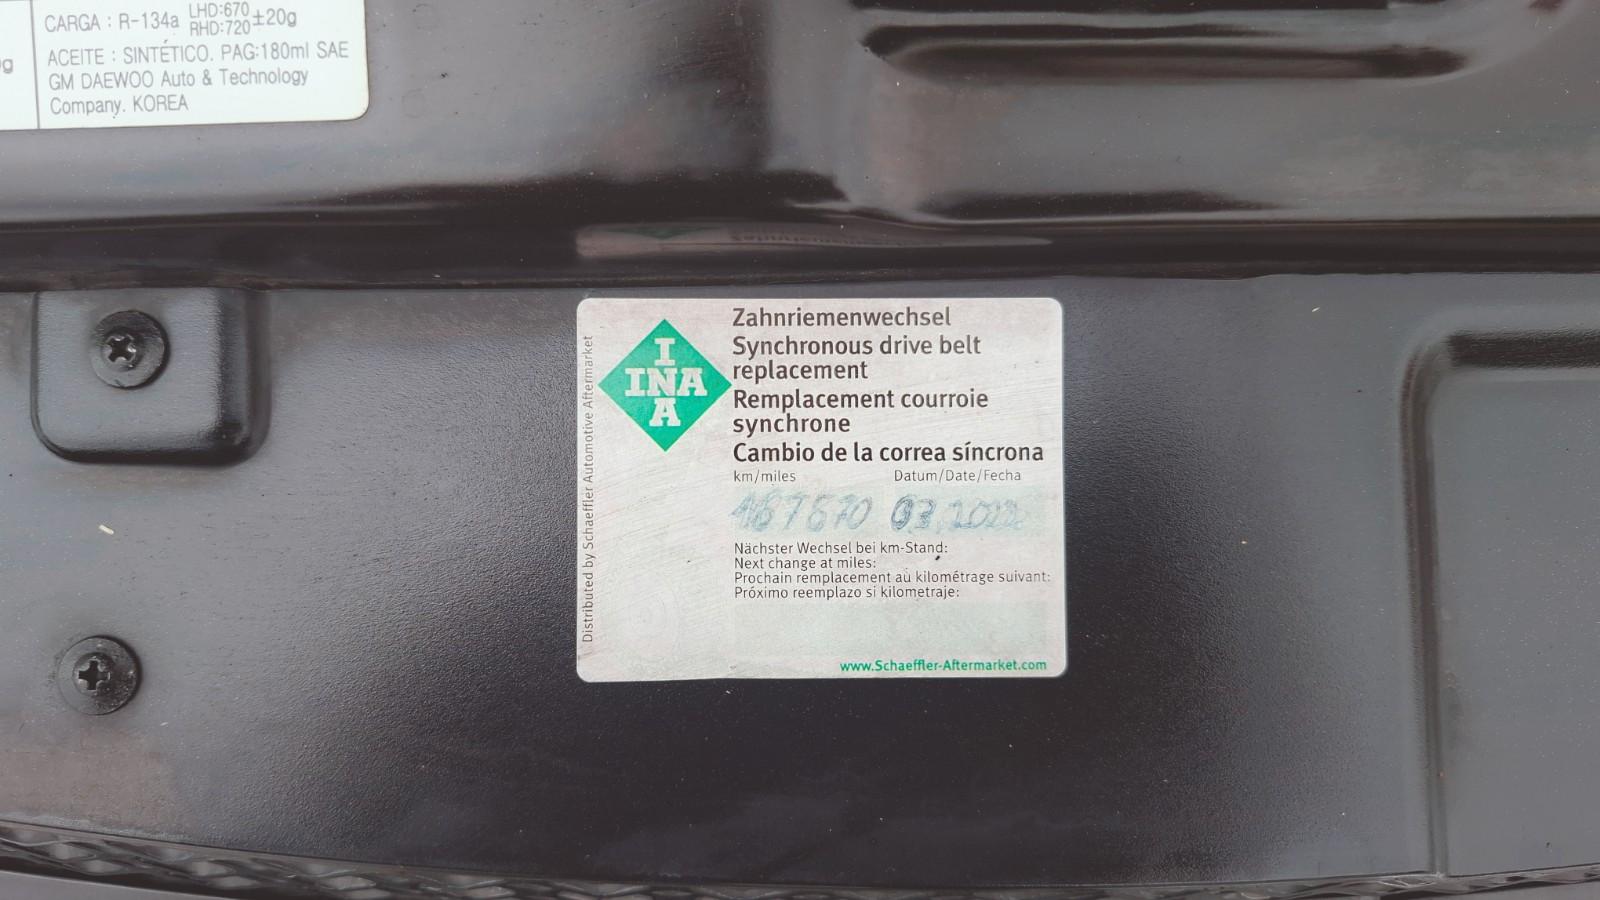 CARGA : R-134a LHD:670 RHD:720 ±20g
ACEITE : SINTÉTICO. PAG:180ml SAE
GM DAEWOO Auto & Technology
Company. KOREA
Distributed by Schaeffler Automotive Aftermarket
INA
Zahnriemenwechsel
Synchronous drive belt
replacement
Remplacement courroie
synchrone
Cambio de la correa síncrona
km/miles Datum/Date/Fecha
187670 03.2022
Nächster Wechsel bei km-Stand:
Next change at miles:
Prochain remplacement au kilométrage suivant:
Próximo reemplazo si kilometraje:
www.Schaeffler-Aftermarket.com